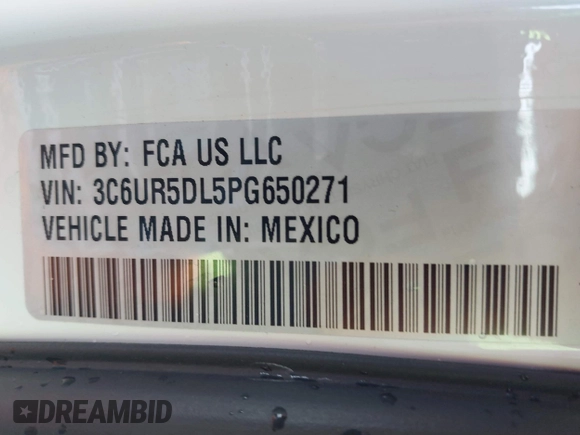 MFD BY: FCA US LLC
VIN: 3C6UR5DL5PG650271
VEHICLE MADE IN: MEXICO
DREAMBID